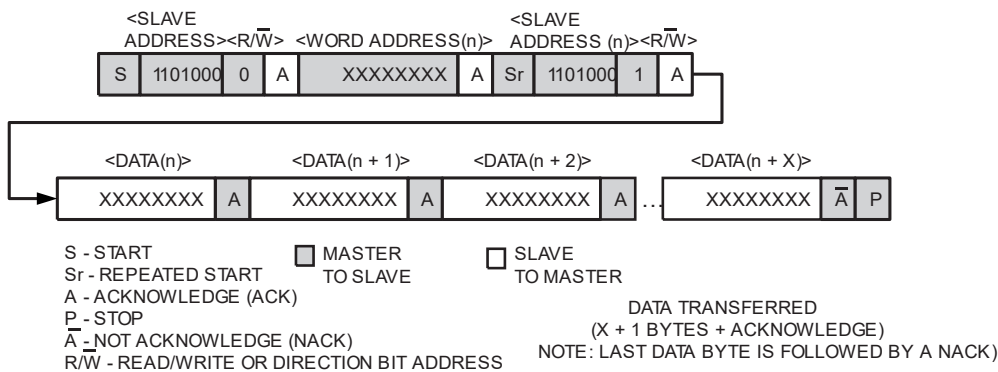 <SLAVE ADDRESS><R/W̅> <WORD ADDRESS(n)> <SLAVE ADDRESS (n)><R/W̅>
S 1101000 0 A XXXXXXXX A Sr 1101000 1 A
<DATA(n)> <DATA(n + 1)> <DATA(n + 2)> <DATA(n + X)>
XXXXXXXX A XXXXXXXX A XXXXXXXX A ... XXXXXXXX A̅ P
S - START
Sr - REPEATED START
A - ACKNOWLEDGE (ACK)
P - STOP
A̅ - NOT ACKNOWLEDGE (NACK)
R/W̅ - READ/WRITE OR DIRECTION BIT ADDRESS
MASTER
TO SLAVE
SLAVE
TO MASTER
DATA TRANSFERRED
(X + 1 BYTES + ACKNOWLEDGE)
NOTE: LAST DATA BYTE IS FOLLOWED BY A NACK)